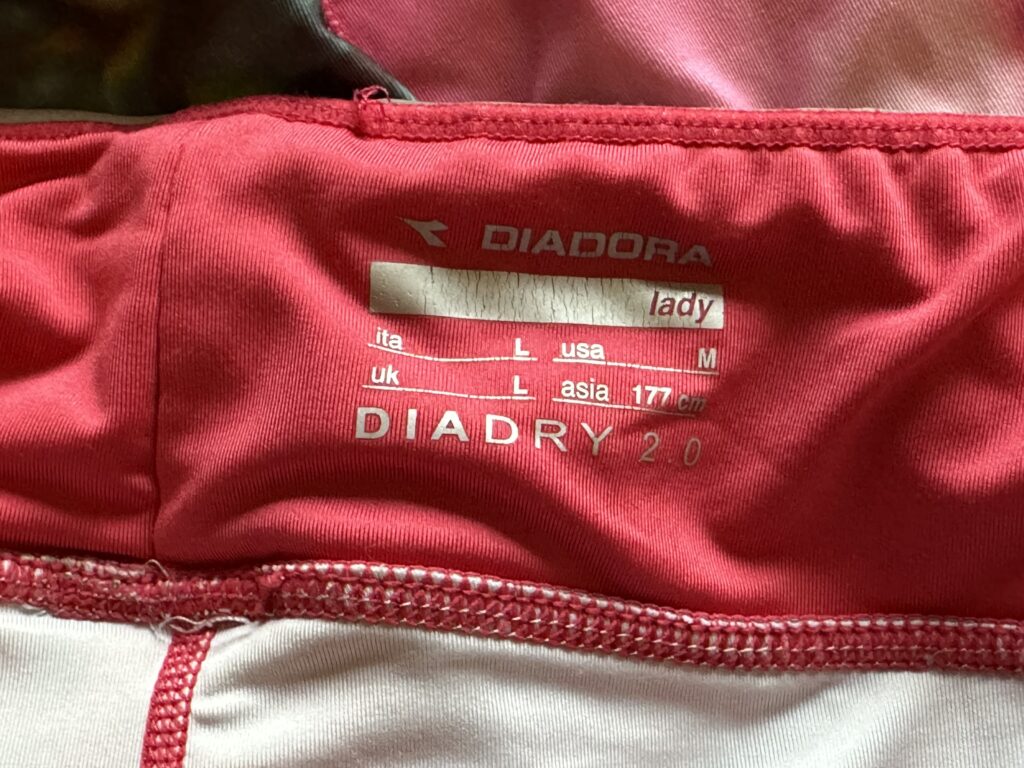 DIADORA
lady
ita L usa M
uk L asia 177 cm
DIADRY 2.0